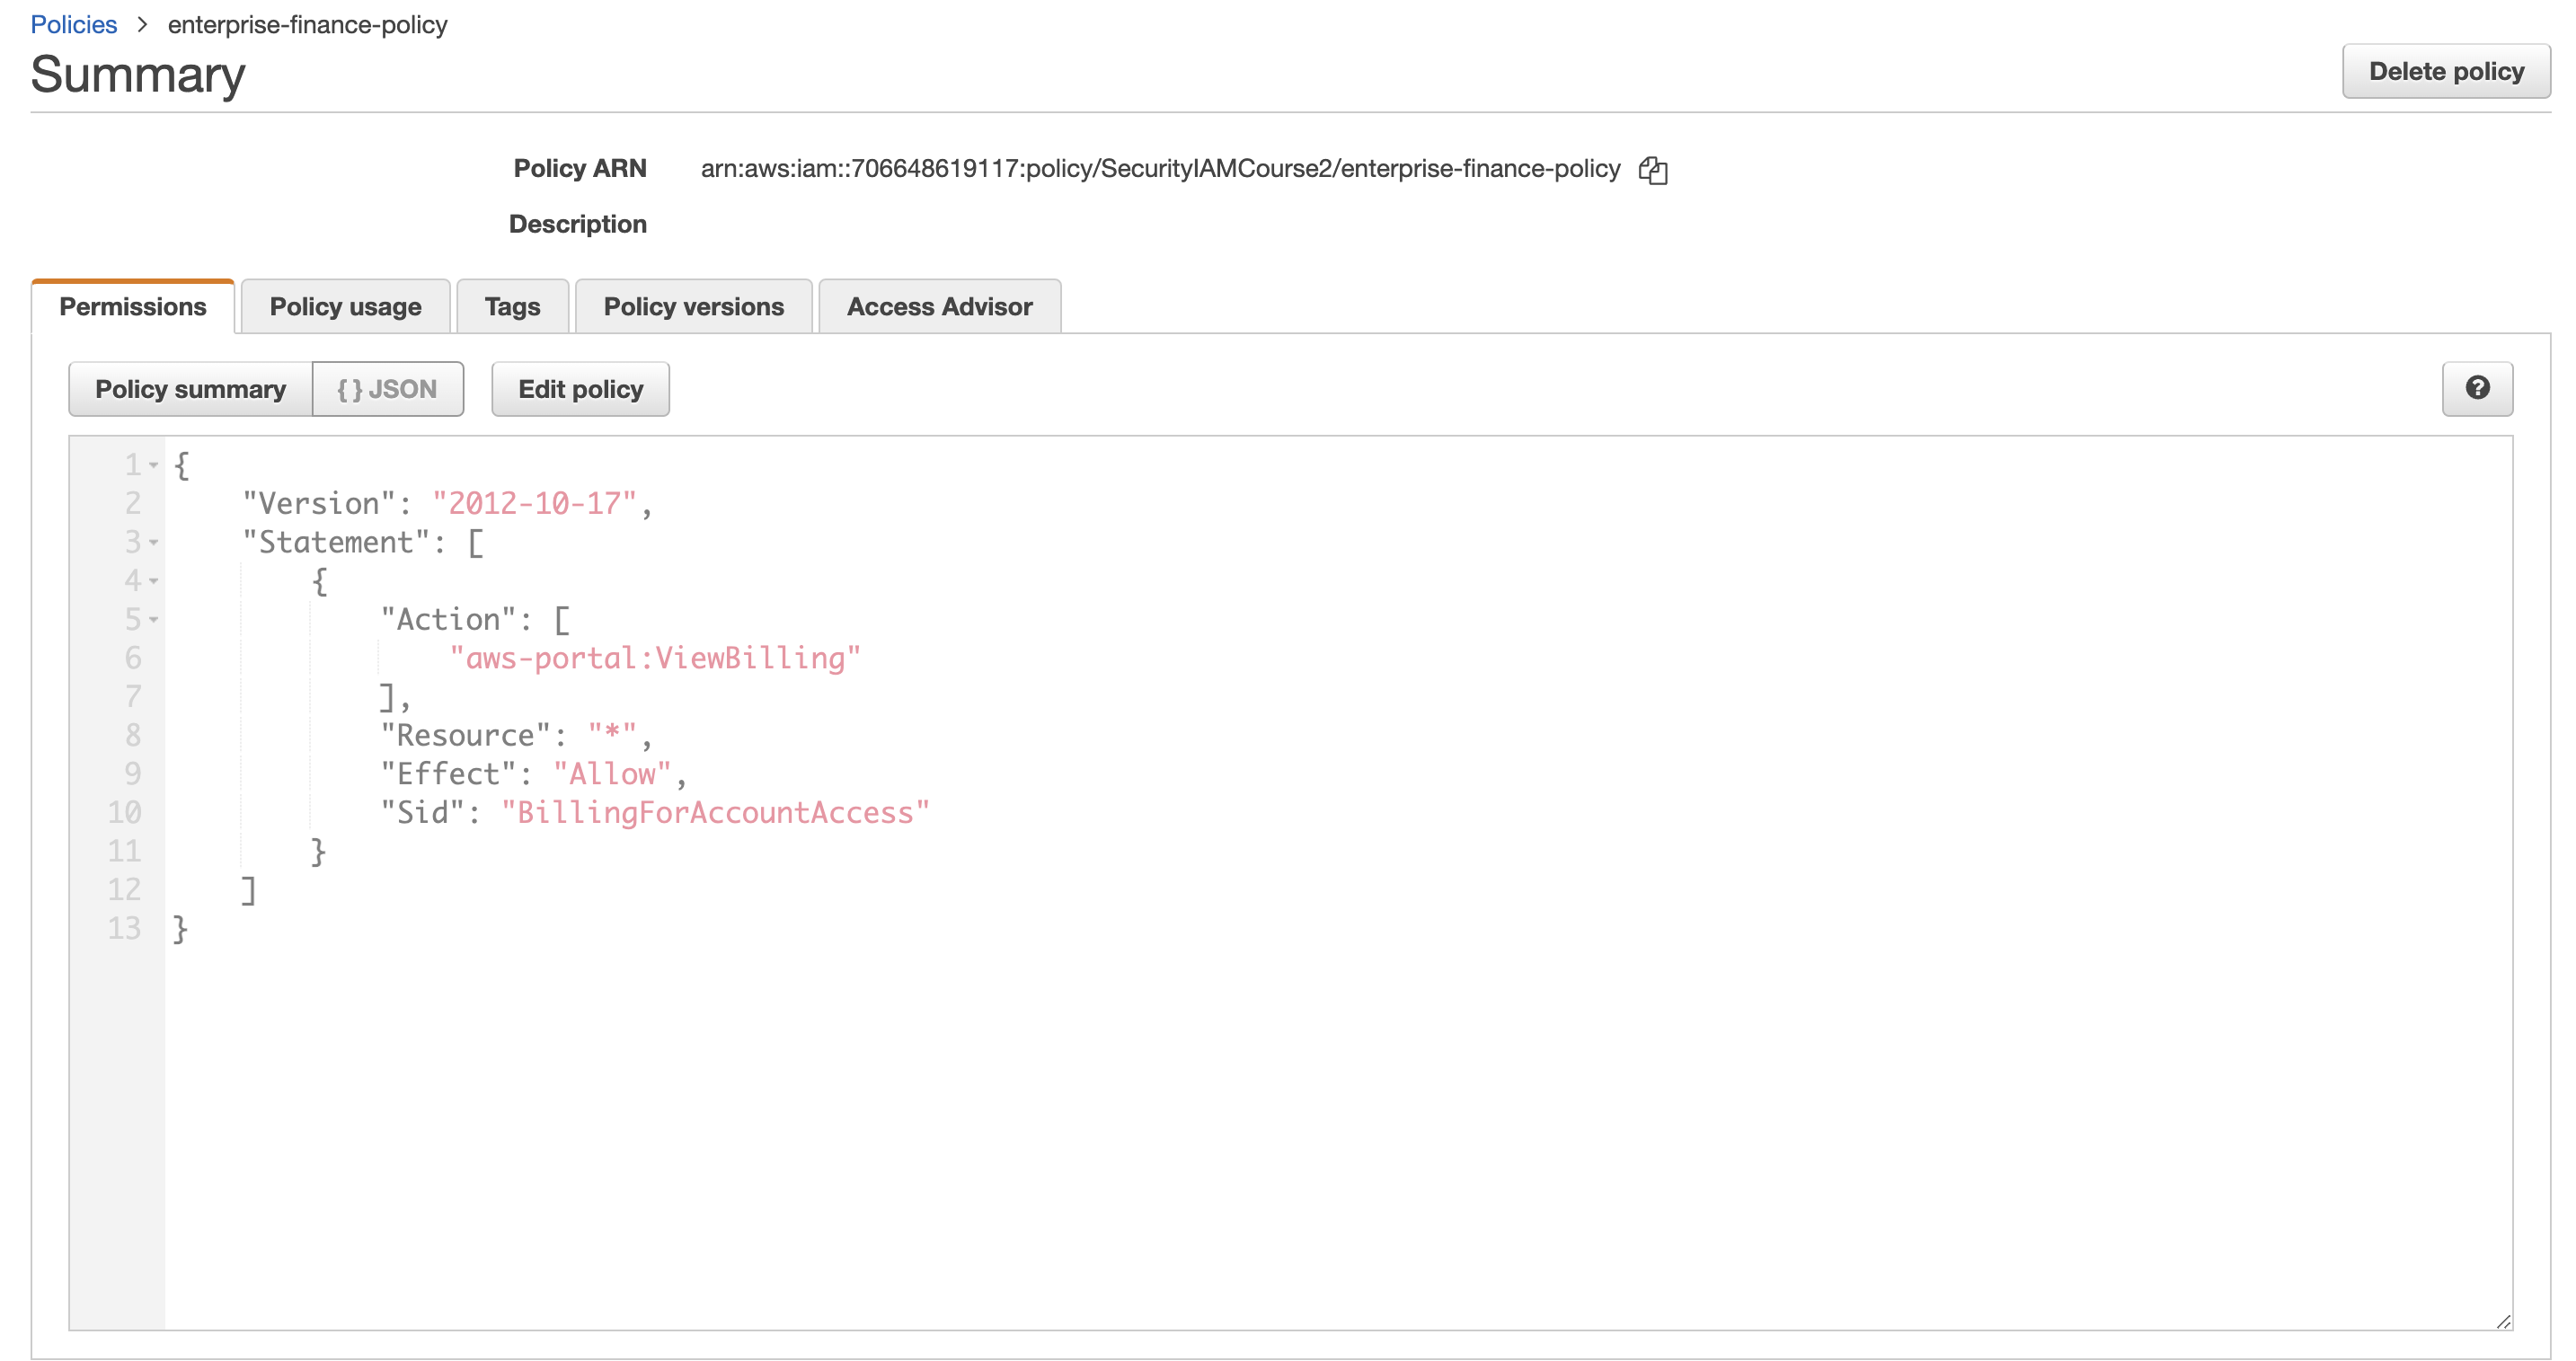 Policies > enterprise-finance-policy
Summary
Delete policy
Policy ARN arn:aws:iam::706648619117:policy/SecurityIAMCourse2/enterprise-finance-policy
Description
Permissions Policy usage Tags Policy versions Access Advisor
Policy summary { } JSON Edit policy ?
1 {
2 "Version": "2012-10-17",
3 "Statement": [
4 {
5 "Action": [
6 "aws-portal:ViewBilling"
7 ],
8 "Resource": "*",
9 "Effect": "Allow",
10 "Sid": "BillingForAccountAccess"
11 }
12 ]
13 }